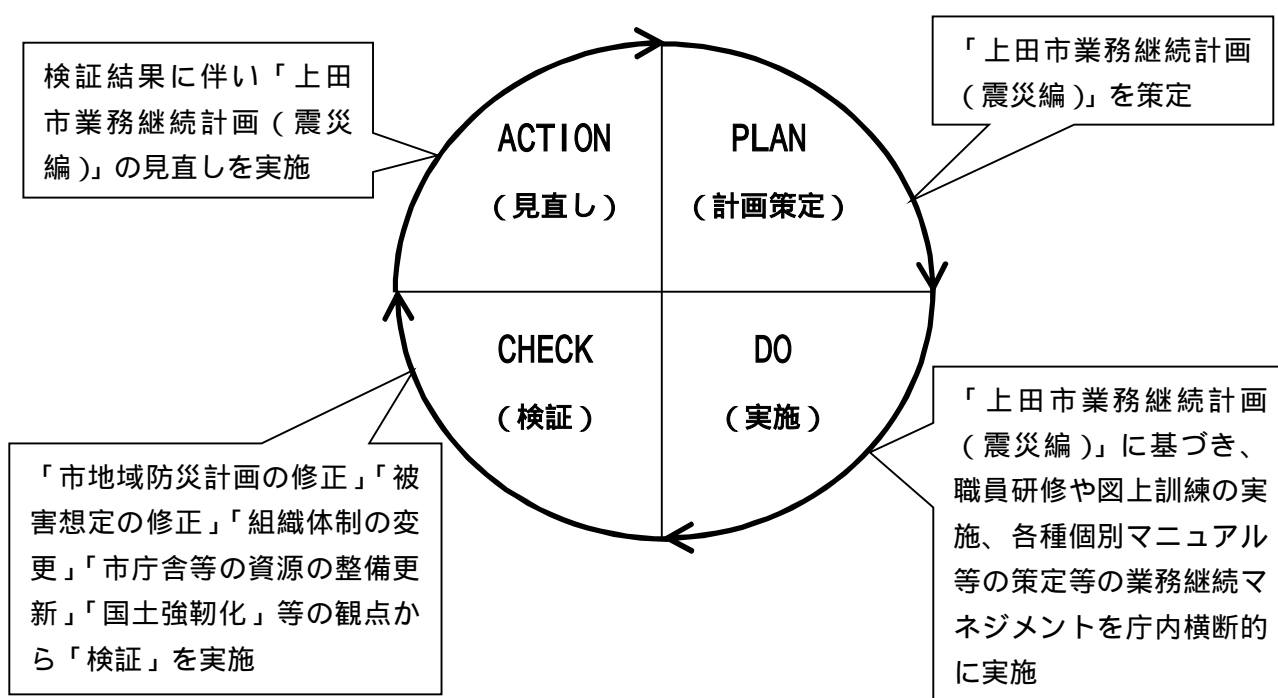 検証結果に伴い「上田
市業務継続計画（震災
編）」の見直しを実施
「上田市業務継続計画
（震災編）」を策定
ACTION
（見直し）
PLAN
（計画策定）
CHECK
（検証）
DO
（実施）
「市地域防災計画の修正」「被
害想定の修正」「組織体制の変
更」「市庁舎等の資源の整備更
新」「国土強靭化」等の観点か
ら「検証」を実施
「上田市業務継続計画
（震災編）」に基づき、
職員研修や図上訓練の実
施、各種個別マニュアル
等の策定等の業務継続マ
ネジメントを庁内横断的
に実施